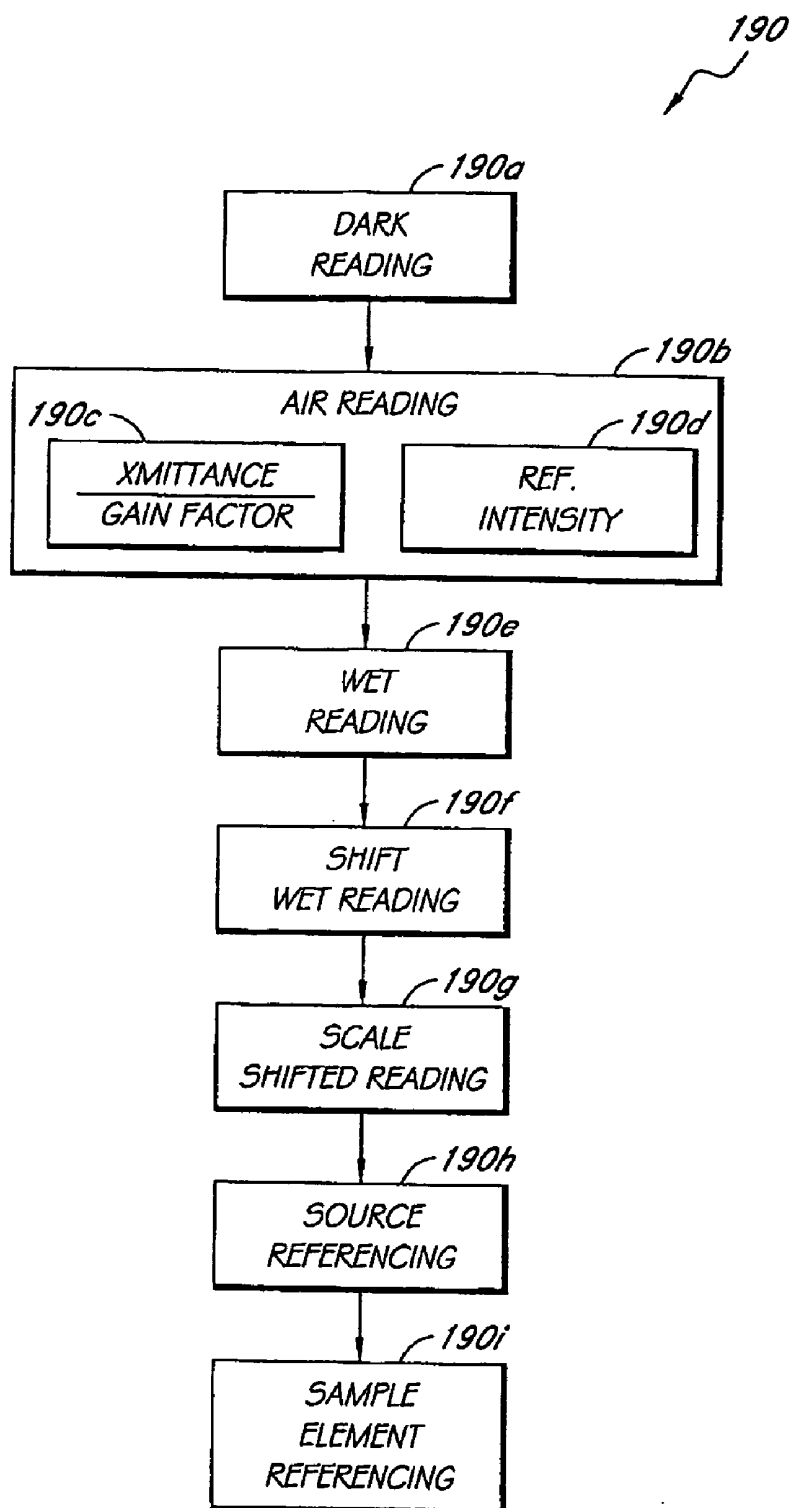 190
190a
DARK
READING
190b
AIR READING
190c
XMITTANCE
GAIN FACTOR
190d
REF.
INTENSITY
190e
WET
READING
190f
SHIFT
WET READING
190g
SCALE
SHIFTED READING
190h
SOURCE
REFERENCING
190i
SAMPLE
ELEMENT
REFERENCING